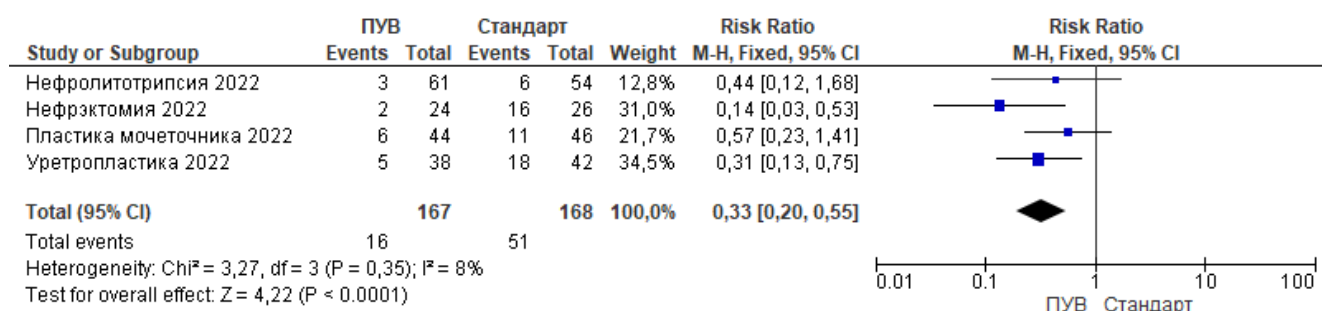 ПУВ Стандарт Risk Ratio Risk Ratio
Study or Subgroup Events Total Events Total Weight M-H, Fixed, 95% CI M-H, Fixed, 95% CI
Нефролитотрипсия 2022 3 61 6 54 12,8% 0,44 [0,12, 1,68]
Нефрэктомия 2022 2 24 16 26 31,0% 0,14 [0,03, 0,53]
Пластика мочеточника 2022 6 44 11 46 21,7% 0,57 [0,23, 1,41]
Уретропластика 2022 5 38 18 42 34,5% 0,31 [0,13, 0,75]
Total (95% CI) 167 168 100,0% 0,33 [0,20, 0,55]
Total events 16 51
Heterogeneity: Chi² = 3,27, df = 3 (P = 0,35); I² = 8%
Test for overall effect: Z = 4,22 (P < 0.0001)
0.01 0.1 1 10 100
ПУВ Стандарт